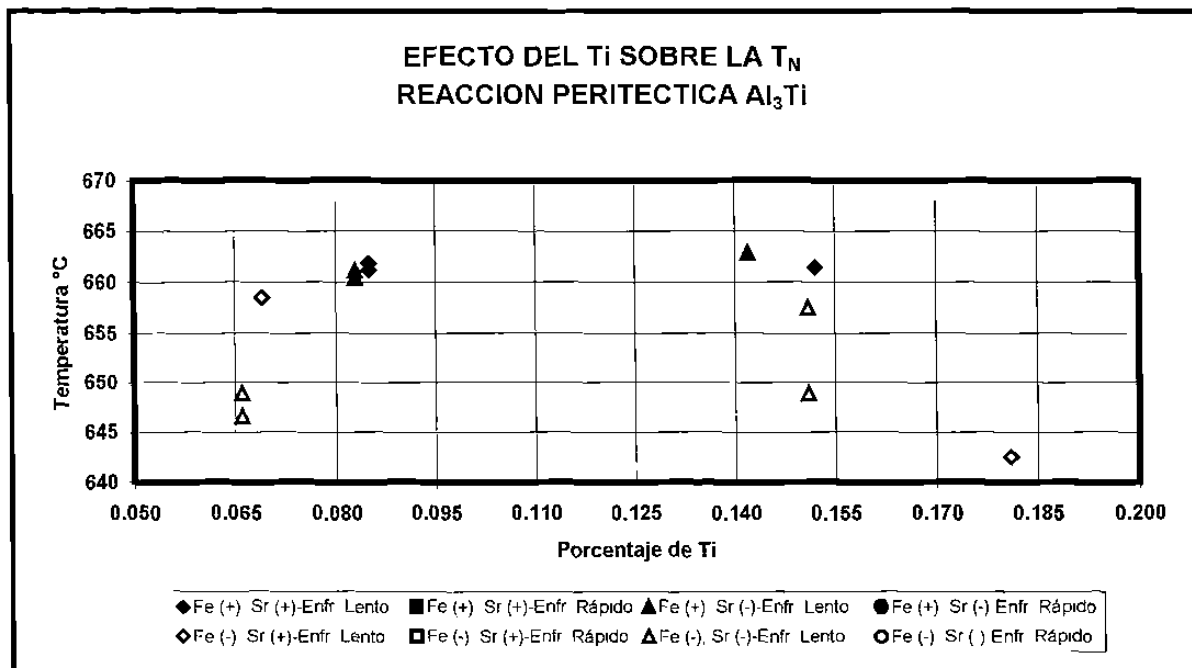 EFECTO DEL Ti SOBRE LA TN
REACCION PERITECTICA Al3Ti
Temperatura °C
670
665
660
655
650
645
640
0.050 0.065 0.080 0.095 0.110 0.125 0.140 0.155 0.170 0.185 0.200
Porcentaje de Ti
Fe (+) Sr (+)-Enfr Lento Fe (+) Sr (+)-Enfr Rápido Fe (+) Sr (-)-Enfr Lento Fe (+) Sr (-) Enfr Rápido
Fe (-) Sr (+)-Enfr Lento Fe (-) Sr (+)-Enfr Rápido Fe (-), Sr (-)-Enfr Lento Fe (-) Sr ( ) Enfr Rápido